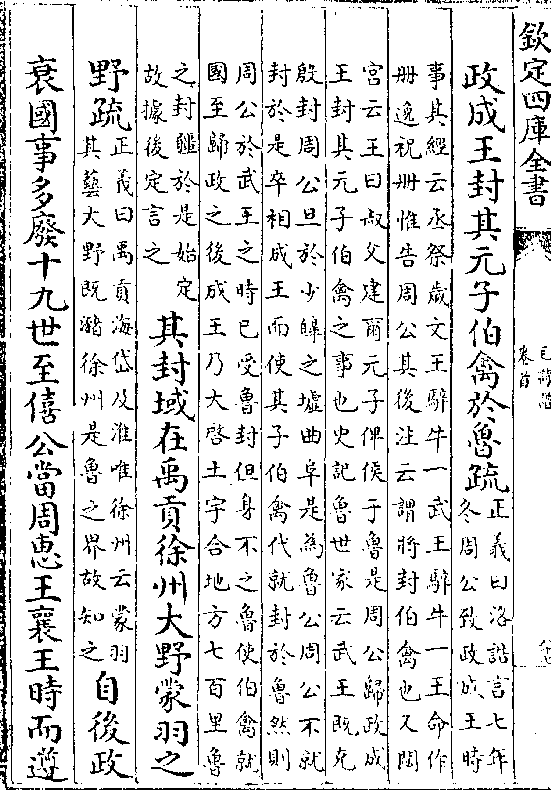 欽定四庫全書
毛詩譜
卷首
政成王封其元子伯禽於魯疏正義曰洛誥言七年
冬周公致政成王時
事其經云烝祭歲文王騂牛一武王騂牛一王命作
冊逸祝冊惟告周公其後注云謂將封伯禽也又閟
宮云王曰叔父建爾元子俾侯于魯是周公歸政成
王封其元子伯禽之事也史記魯世家云武王既克
殷封周公旦於少皥之墟曲阜是為魯公周公不就
封於是卒相成王而使其子伯禽代就封於魯然則
周公於武王之時已受魯封但身不之魯使伯禽就
國至歸政之後成王乃大啓土宇合地方七百里魯
之封疆於是始定
故據後定言之
其封域在禹貢徐州大野蒙羽之
野疏正義曰禹貢海岱及淮唯徐州云蒙羽
其藝大野既豬徐州是魯之界故知之
自後政
衰國事多廢十九世至僖公當周惠王襄王時而遵